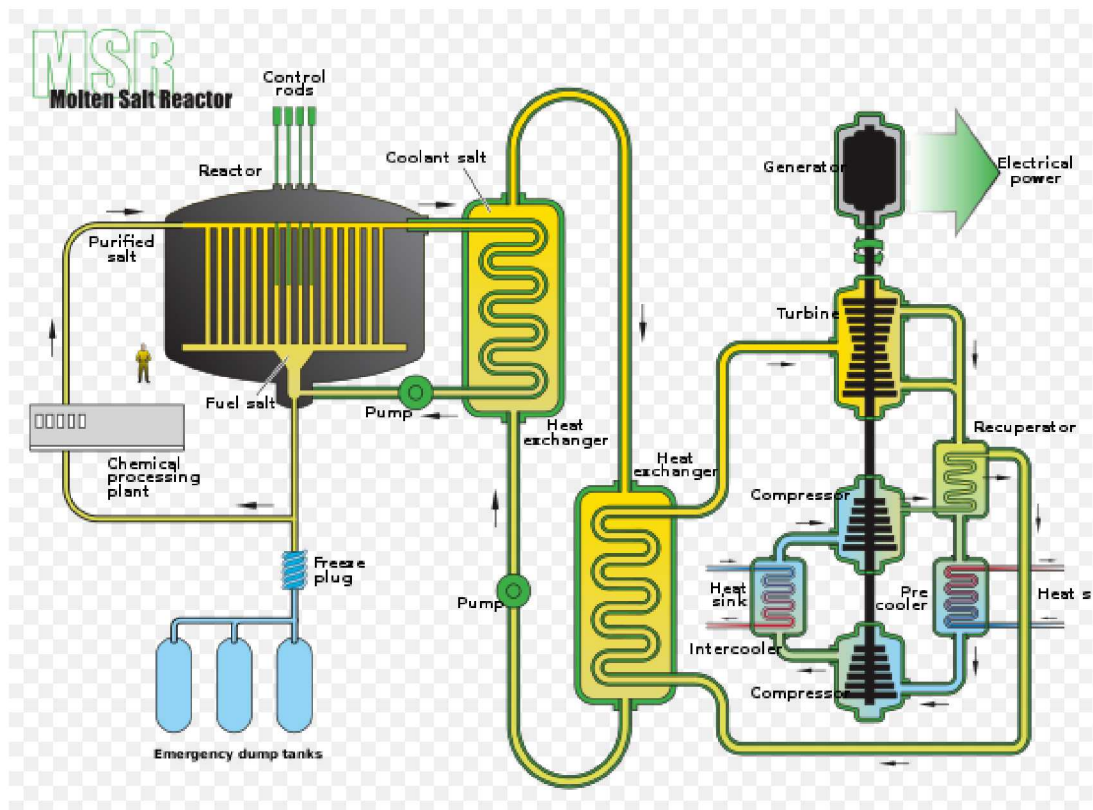 MSR
Molten Salt Reactor
Control
rods
Reactor
Coolant salt
Purified
salt
Fuel salt
Pump
Heat
exchanger
Chemical
processing
plant
Freeze
plug
Emergency dump tanks
Pump
Heat
exchanger
Generator
Electrical
power
Turbine
Recuperator
Compressor
Heat
sink
Pre
cooler
Heat s
Intercooler
Compressor